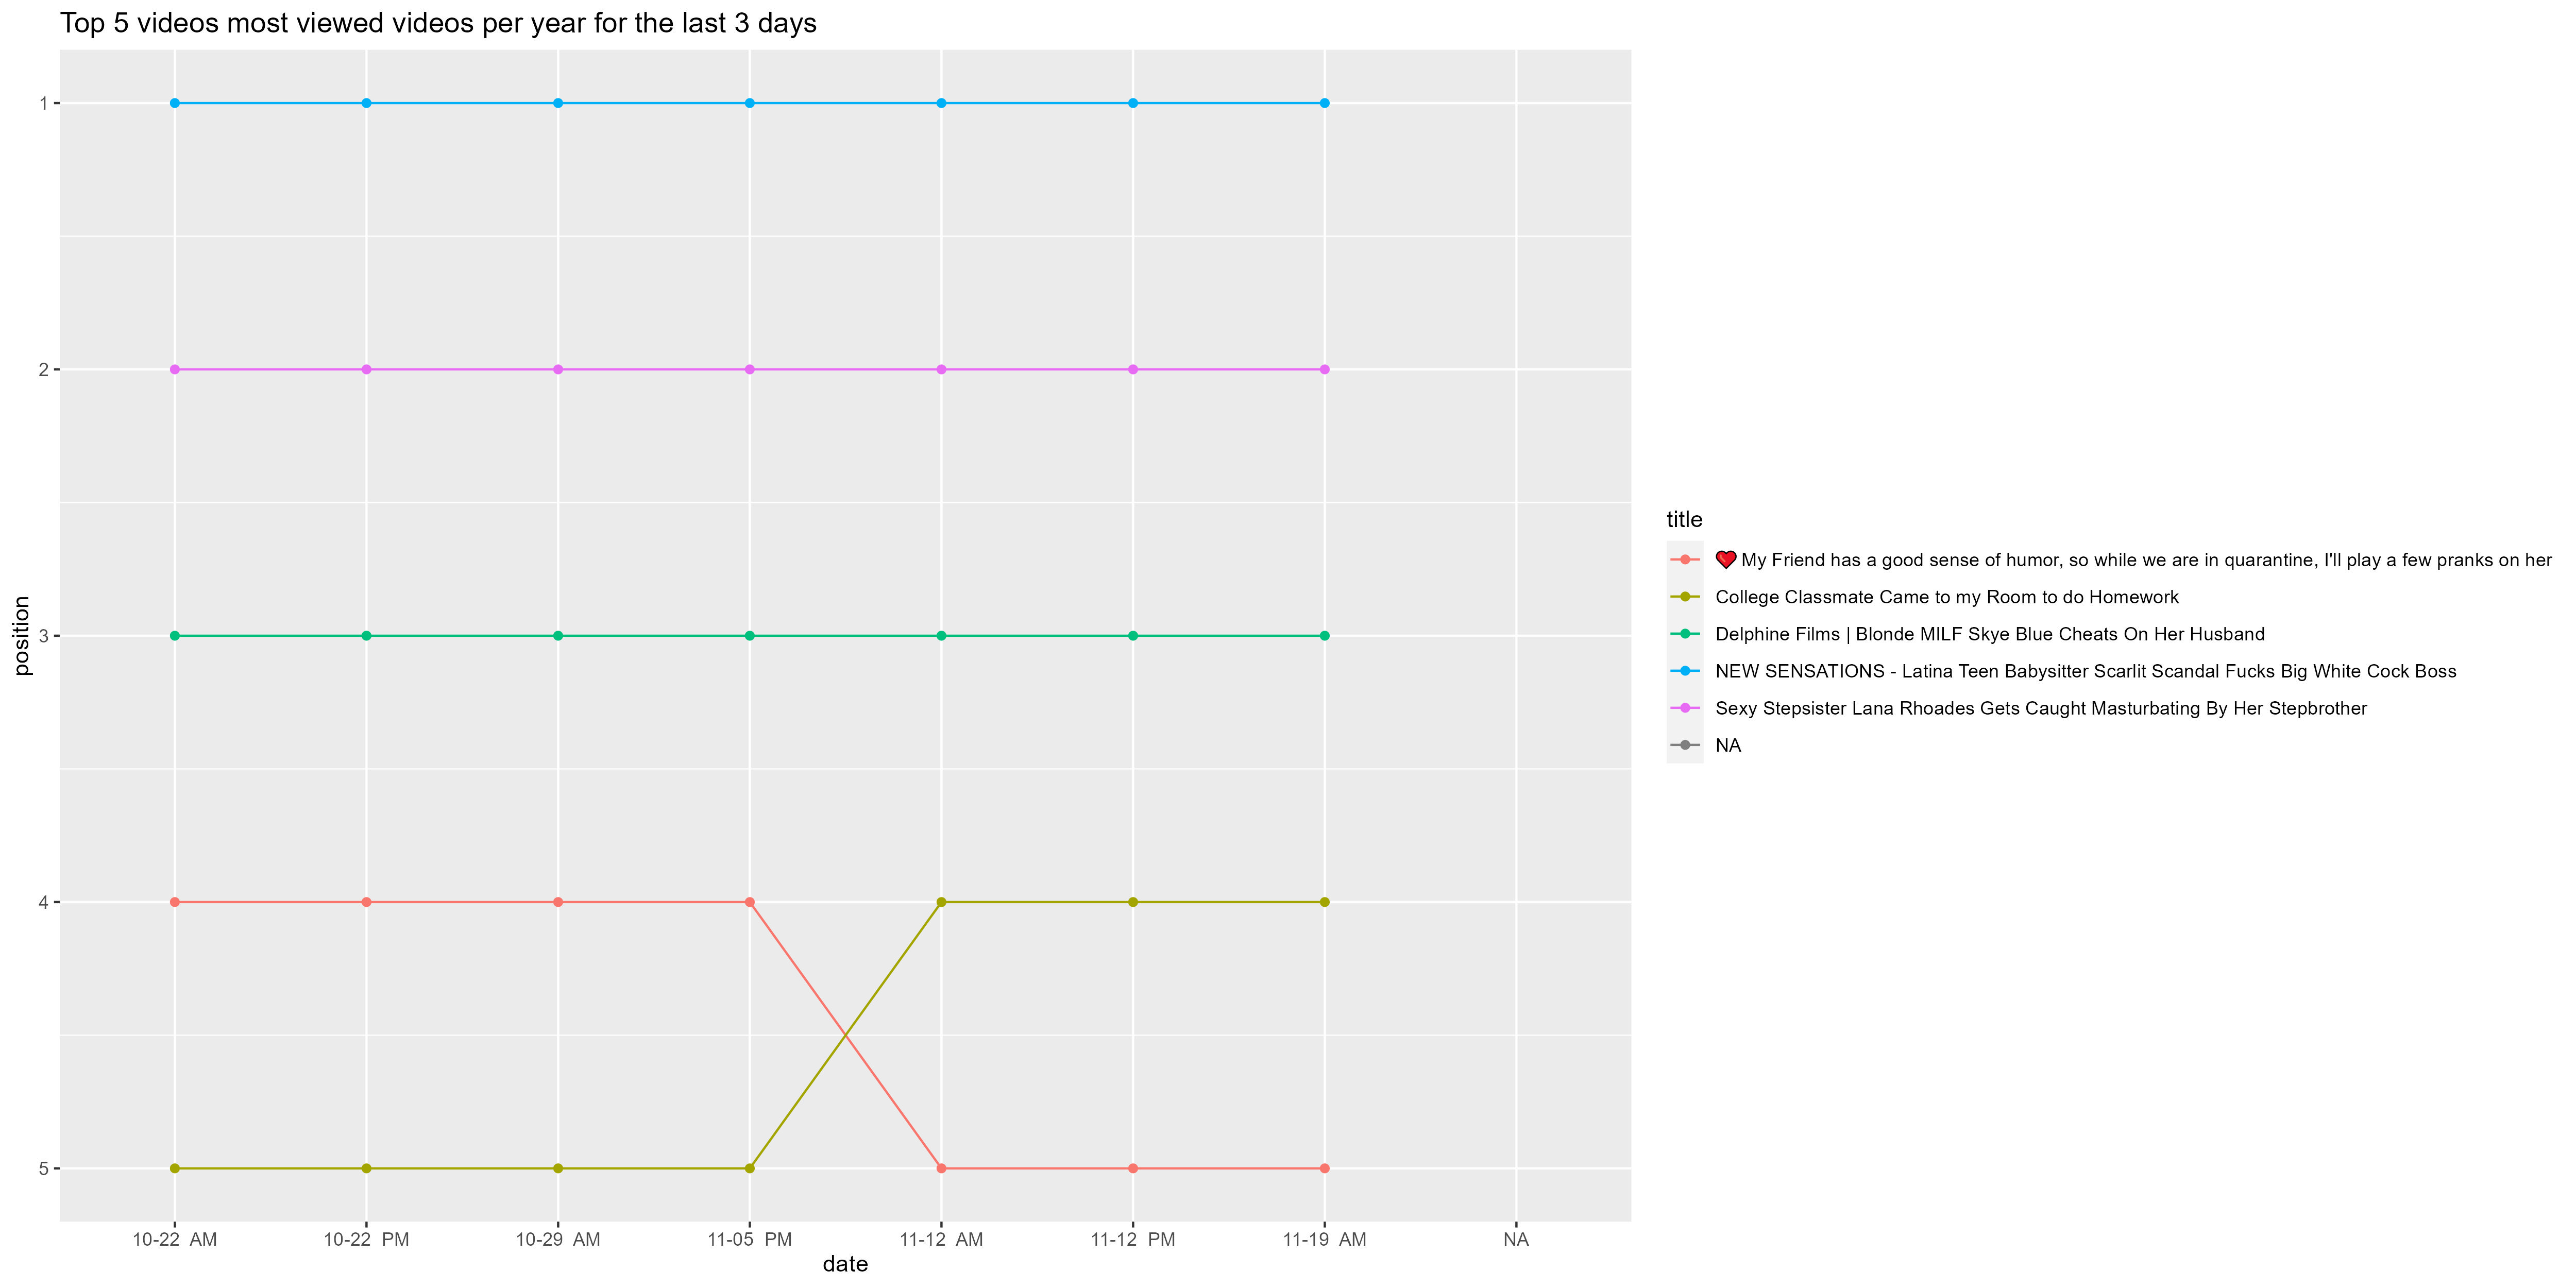 Top 5 videos most viewed videos per year for the last 3 days
1
2
3
4
5
position
10-22 AM
10-22 PM
10-29 AM
11-05 PM
11-12 AM
11-12 PM
11-19 AM
NA
date
title
❤️ My Friend has a good sense of humor, so while we are in quarantine, I'll play a few pranks on her
College Classmate Came to my Room to do Homework
Delphine Films | Blonde MILF Skye Blue Cheats On Her Husband
NEW SENSATIONS - Latina Teen Babysitter Scarlit Scandal Fucks Big White Cock Boss
Sexy Stepsister Lana Rhoades Gets Caught Masturbating By Her Stepbrother
NA